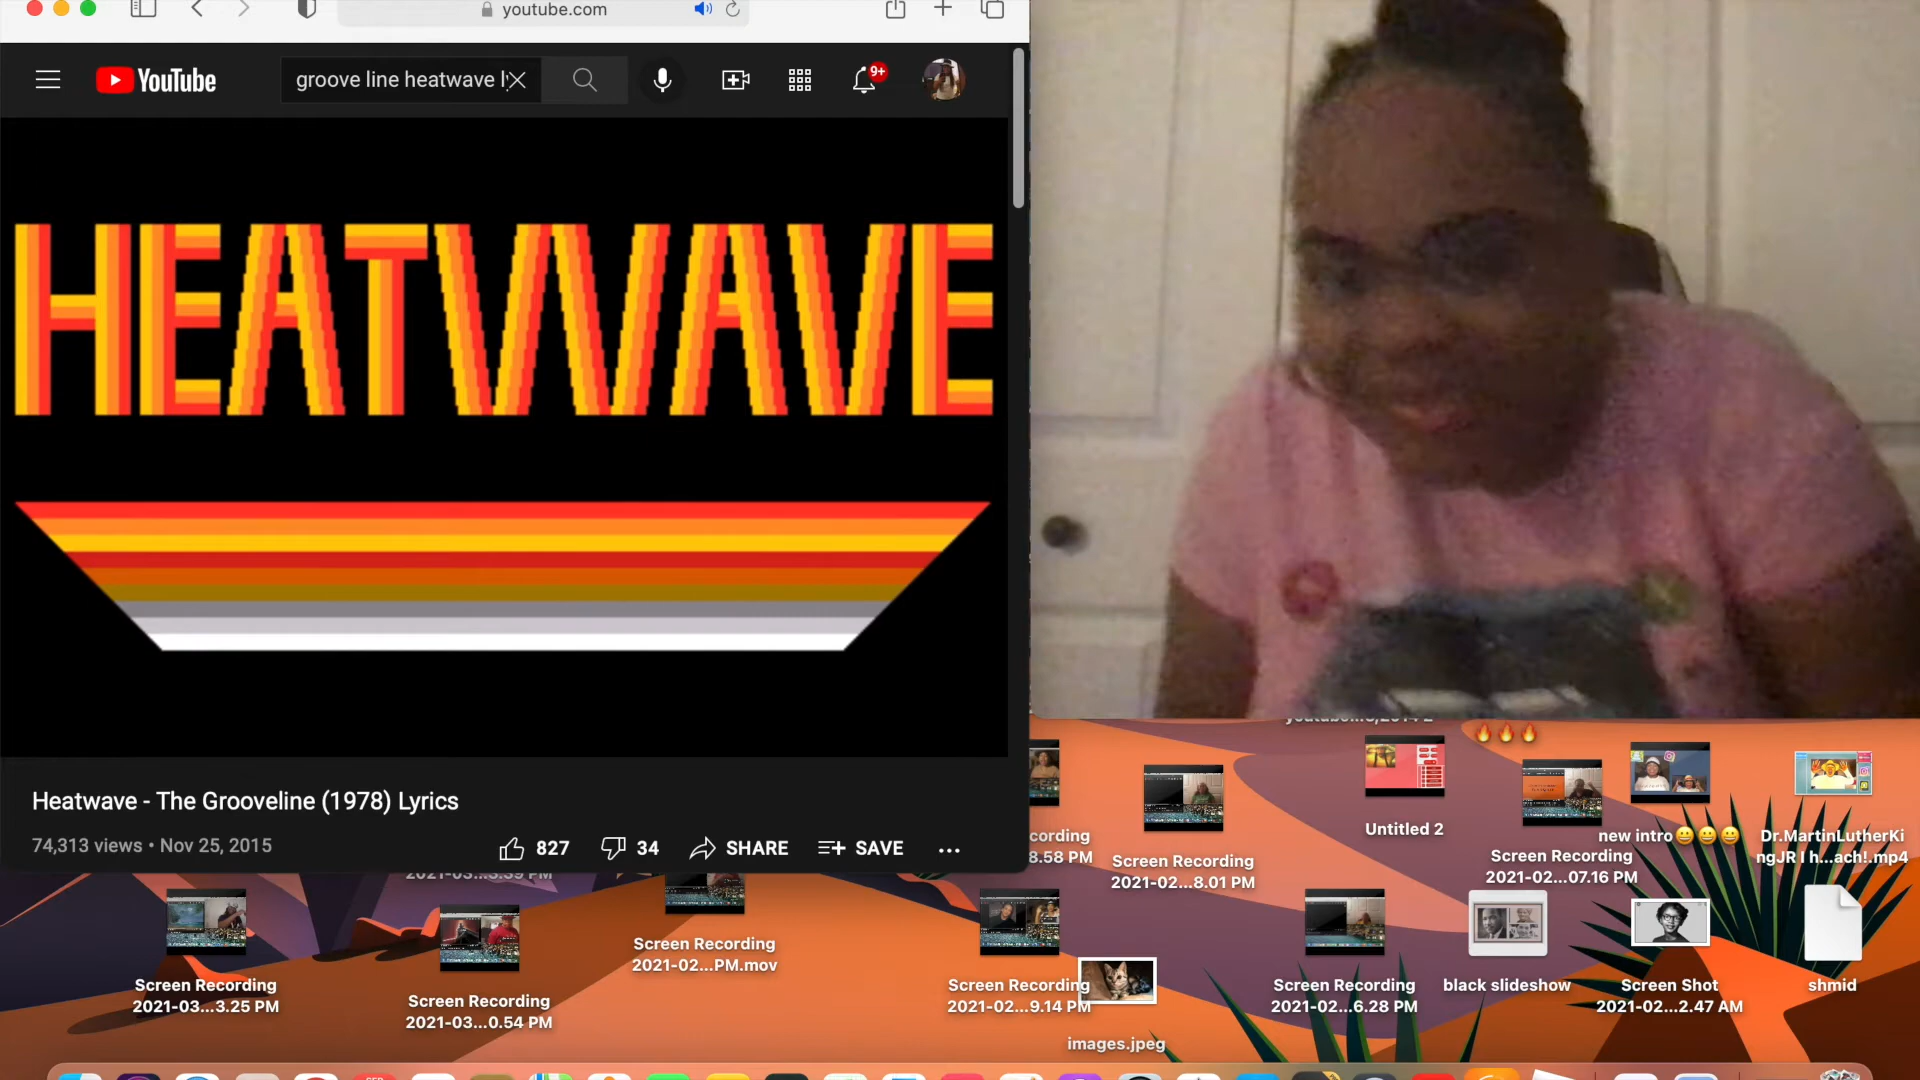 youtube.com
YouTube
groove line heatwave ly
9+
HEATWAVE
Heatwave - The Grooveline (1978) Lyrics
74,313 views • Nov 25, 2015
827
34
SHARE
SAVE
🔥🔥🔥
cording
8.58 PM
Screen Recording
2021-02...8.01 PM
Untitled 2
Screen Recording
2021-02...07.16 PM
new intro😀😀😀
Dr.MartinLutherKi
ngJR I h...ach!.mp4
Screen Recording
2021-03...3.25 PM
Screen Recording
2021-03...0.54 PM
Screen Recording
2021-02...PM.mov
Screen Recording
2021-02...9.14 PM
images.jpeg
Screen Recording
2021-02...6.28 PM
black slideshow
Screen Shot
2021-02...2.47 AM
shmid